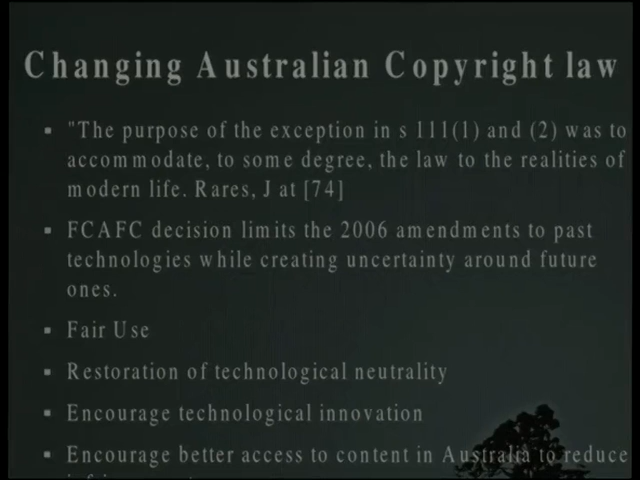 Changing Australian Copyright law
▪ "The purpose of the exception in s 111(1) and (2) was to
accommodate, to some degree, the law to the realities of
modern life. Rares, J at [74]
▪ FCAFC decision limits the 2006 amendments to past
technologies while creating uncertainty around future
ones.
▪ Fair Use
▪ Restoration of technological neutrality
▪ Encourage technological innovation
▪ Encourage better access to content in Australia to reduce